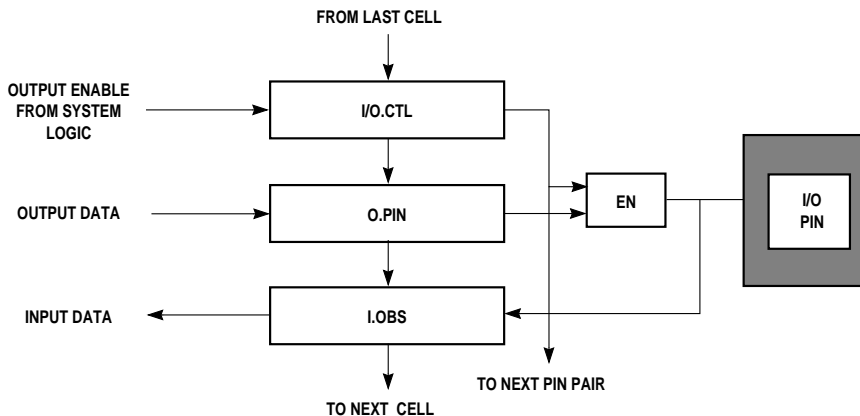 FROM LAST CELL
OUTPUT ENABLE
FROM SYSTEM
LOGIC
I/O.CTL
OUTPUT DATA
O.PIN
EN
I/O
PIN
INPUT DATA
I.OBS
TO NEXT PIN PAIR
TO NEXT CELL